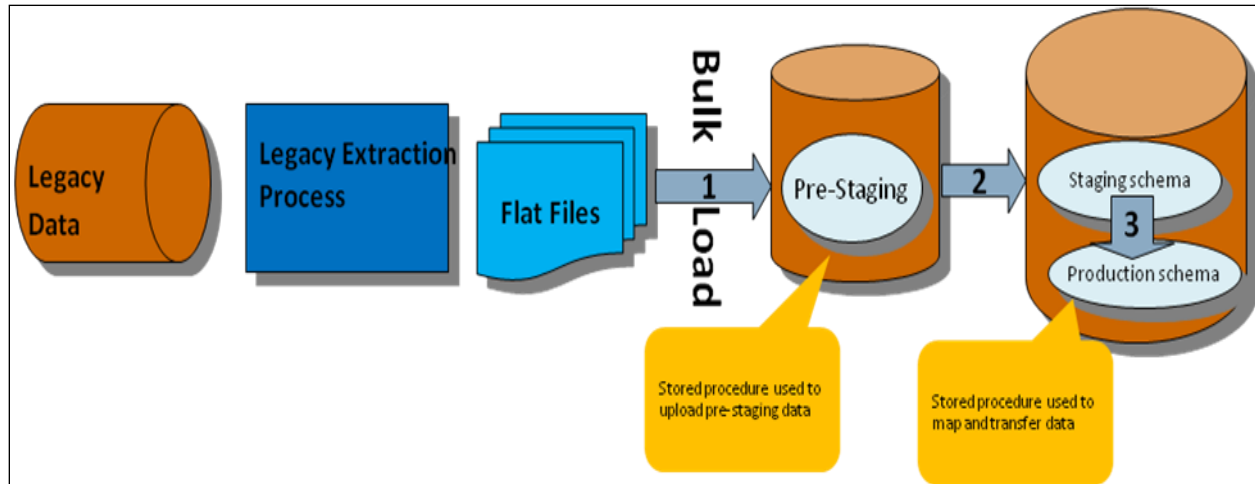 Legacy
Data
Legacy Extraction
Process
Flat Files
Bulk Load
1
Pre-Staging
2
Staging schema
3
Production schema
Stored procedure used to
upload pre-staging data
Stored procedure used to
map and transfer data